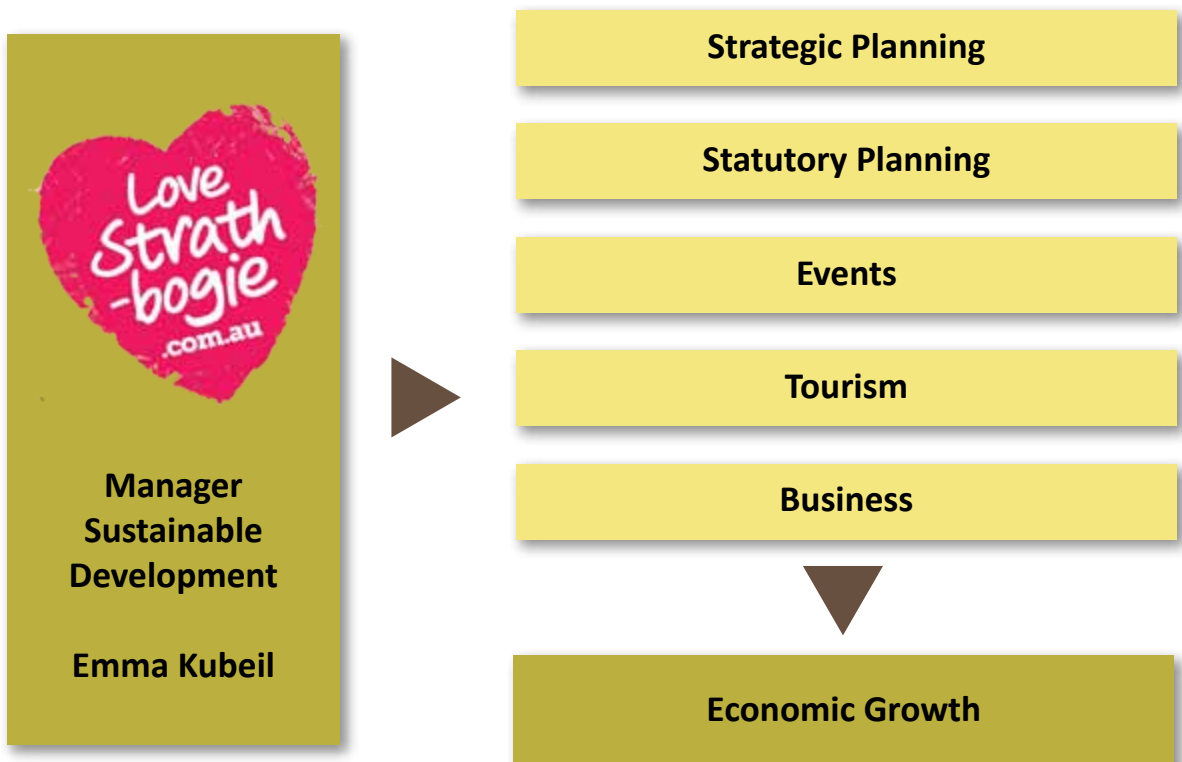 Love
Strath
-bogie
.com.au
Manager
Sustainable
Development
Emma Kubeil
Strategic Planning
Statutory Planning
Events
Tourism
Business
Economic Growth